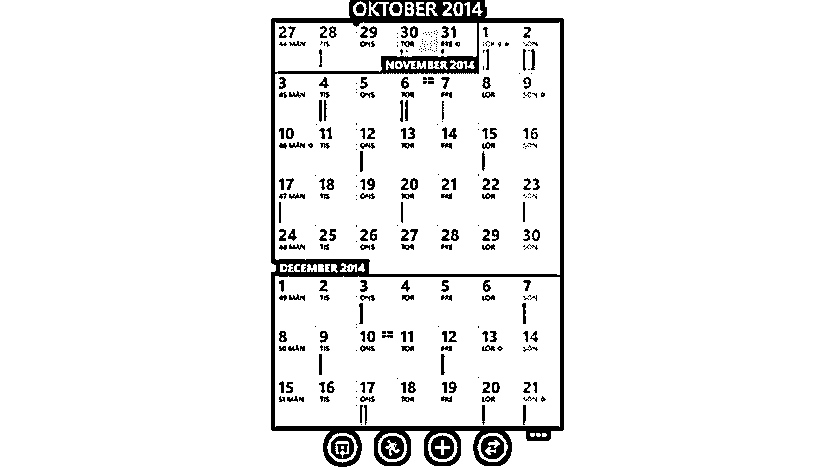 OKTOBER 2014
27 28 29 30 31 1 2
44 MÅN TIS ONS TOR FRE LÖR SÖN
NOVEMBER 2014
3 4 5 6 7 8 9
45 MÅN TIS ONS TOR FRE LÖR SÖN
10 11 12 13 14 15 16
46 MÅN TIS ONS TOR FRE LÖR SÖN
17 18 19 20 21 22 23
47 MÅN TIS ONS TOR FRE LÖR SÖN
24 25 26 27 28 29 30
48 MÅN TIS ONS TOR FRE LÖR SÖN
DECEMBER 2014
1 2 3 4 5 6 7
49 MÅN TIS ONS TOR FRE LÖR SÖN
8 9 10 11 12 13 14
50 MÅN TIS ONS TOR FRE LÖR SÖN
15 16 17 18 19 20 21
51 MÅN TIS ONS TOR FRE LÖR SÖN